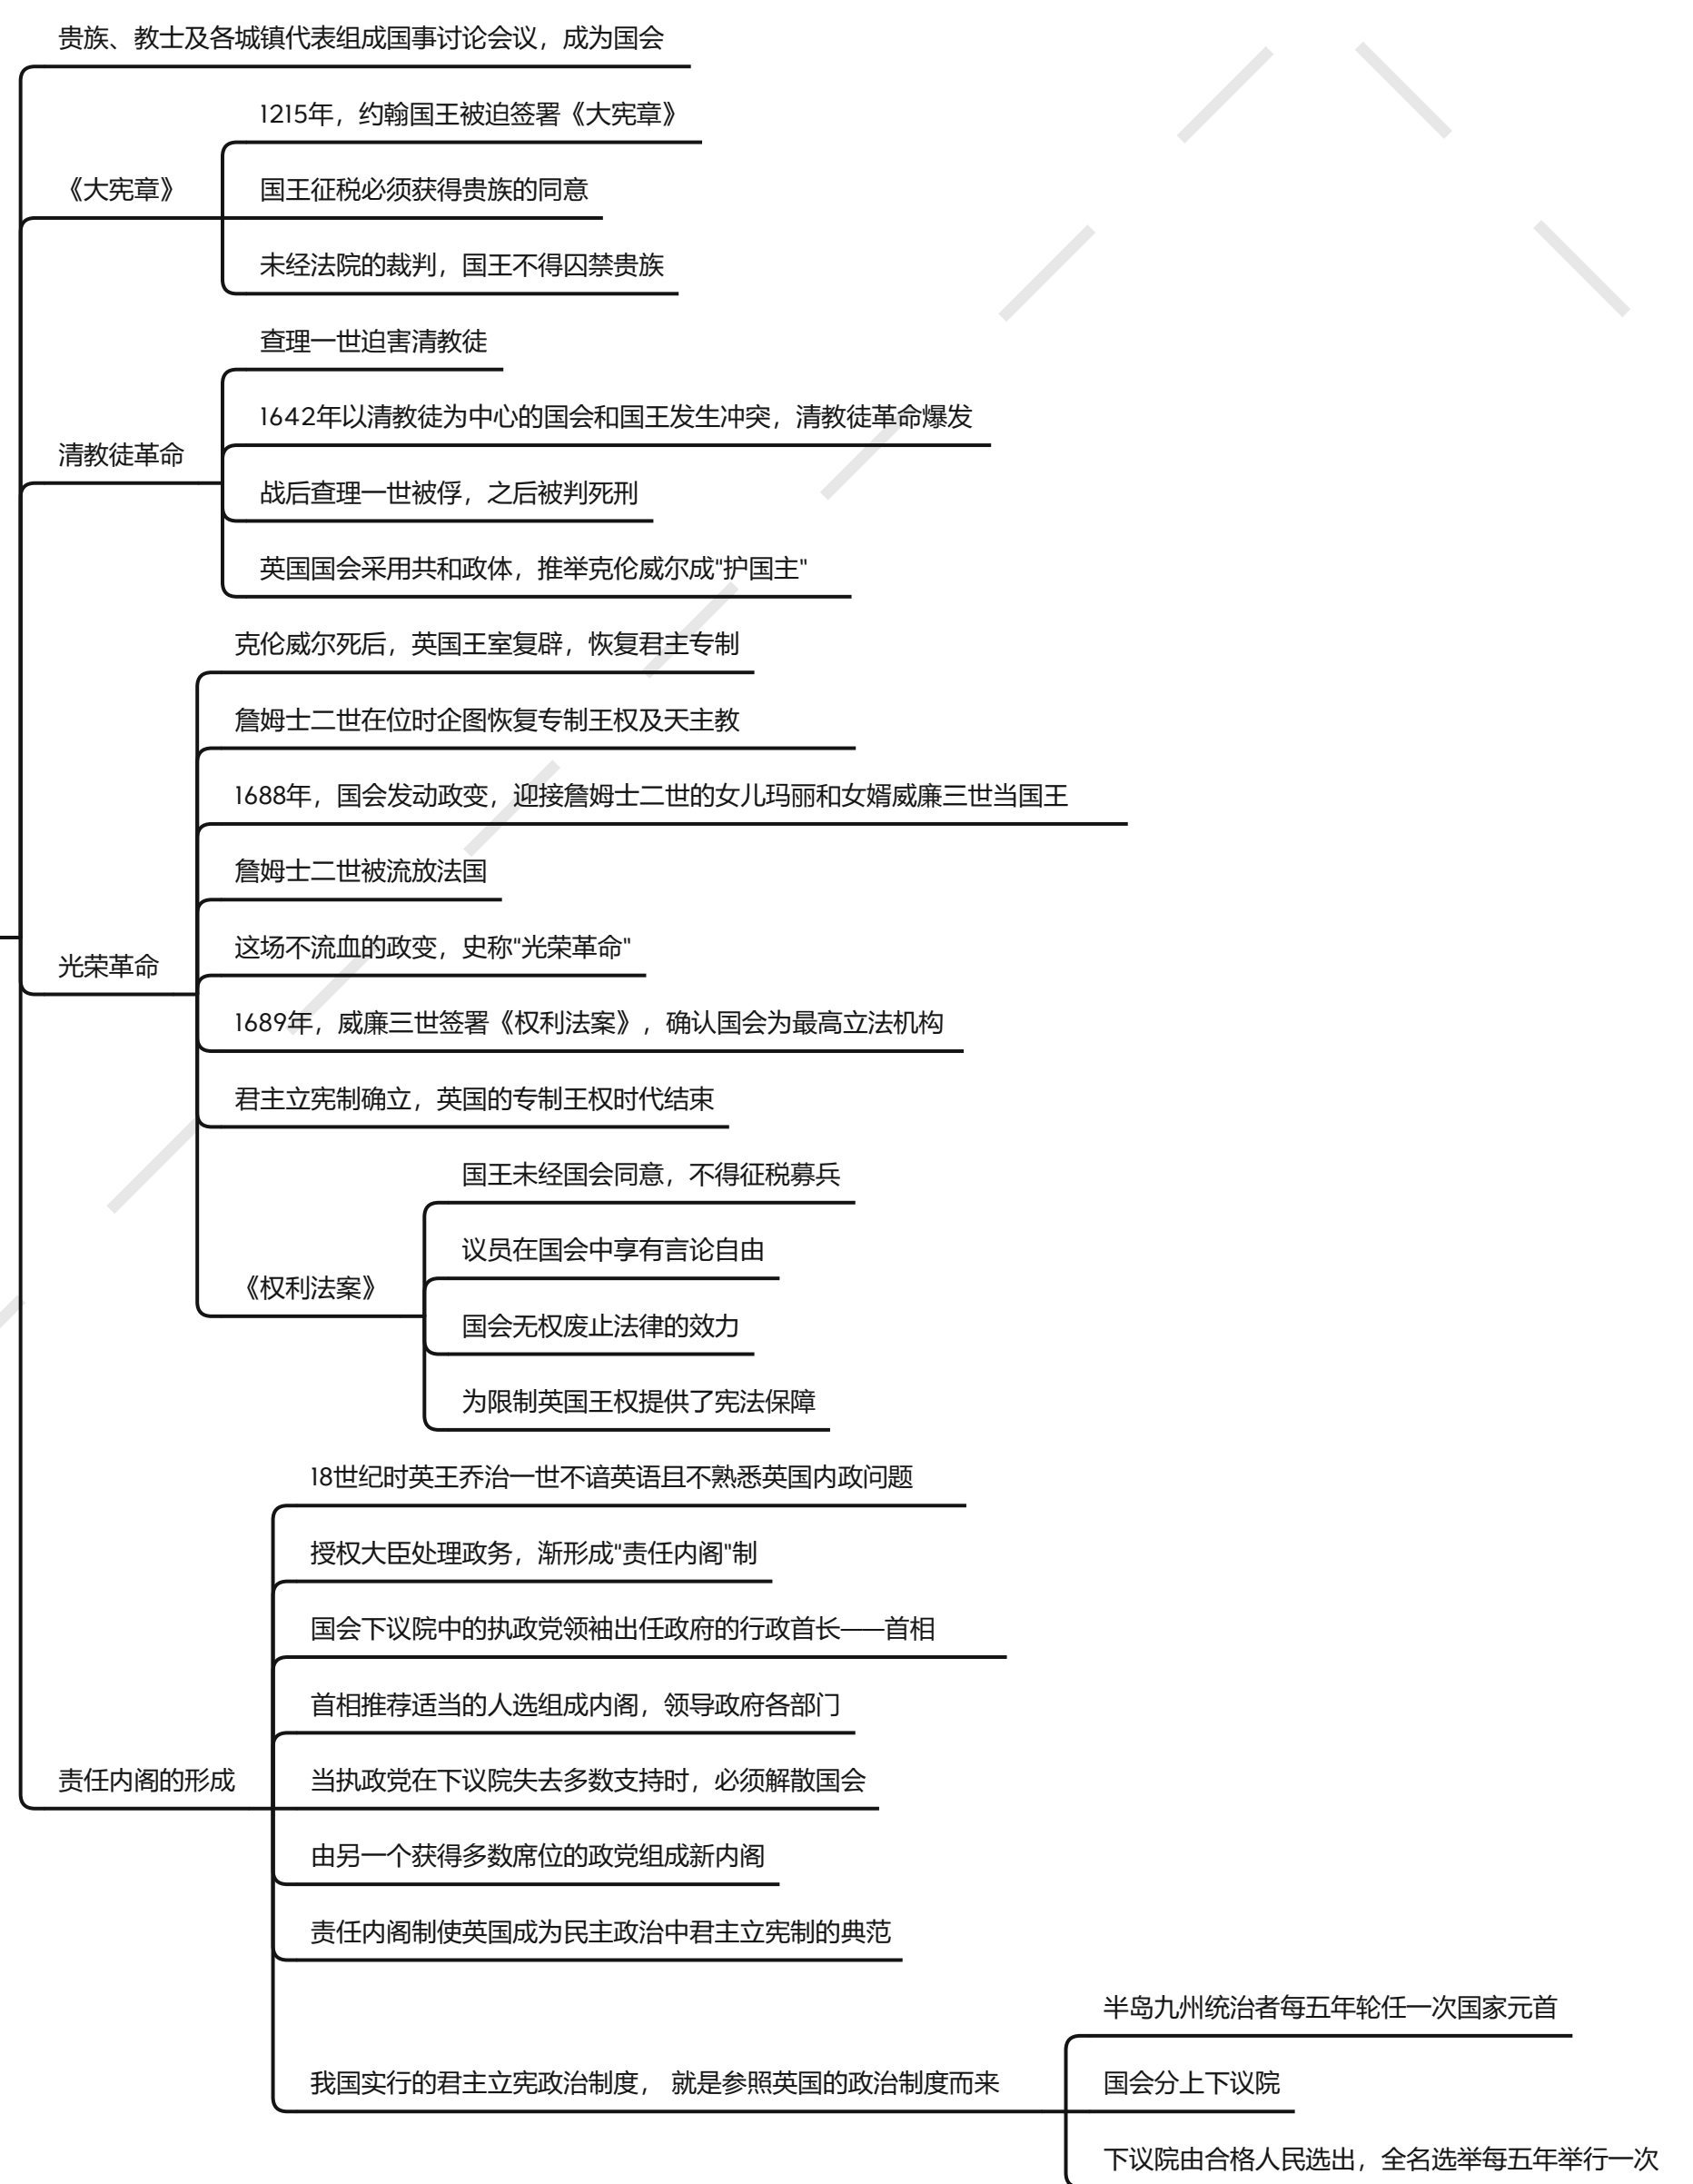 贵族、教士及各城镇代表组成国事讨论会议，成为国会
《大宪章》
1215年，约翰国王被迫签署《大宪章》
国王征税必须获得贵族的同意
未经法院的裁判，国王不得囚禁贵族
清教徒革命
查理一世迫害清教徒
1642年以清教徒为中心的国会和国王发生冲突，清教徒革命爆发
战后查理一世被俘，之后被判死刑
英国国会采用共和政体，推举克伦威尔成"护国主"
光荣革命
克伦威尔死后，英国王室复辟，恢复君主专制
詹姆士二世在位时企图恢复专制王权及天主教
1688年，国会发动政变，迎接詹姆士二世的女儿玛丽和女婿威廉三世当国王
詹姆士二世被流放法国
这场不流血的政变，史称"光荣革命"
1689年，威廉三世签署《权利法案》，确认国会为最高立法机构
君主立宪制确立，英国的专制王权时代结束
《权利法案》
国王未经国会同意，不得征税募兵
议员在国会中享有言论自由
国会无权废止法律的效力
为限制英国王权提供了宪法保障
责任内阁的形成
18世纪时英王乔治一世不谙英语且不熟悉英国内政问题
授权大臣处理政务，渐形成"责任内阁"制
国会下议院中的执政党领袖出任政府的行政首长——首相
首相推荐适当的人选组成内阁，领导政府各部门
当执政党在下议院失去多数支持时，必须解散国会
由另一个获得多数席位的政党组成新内阁
责任内阁制使英国成为民主政治中君主立宪制的典范
我国实行的君主立宪政治制度， 就是参照英国的政治制度而来
半岛九州统治者每五年轮任一次国家元首
国会分上下议院
下议院由合格人民选出，全名选举每五年举行一次